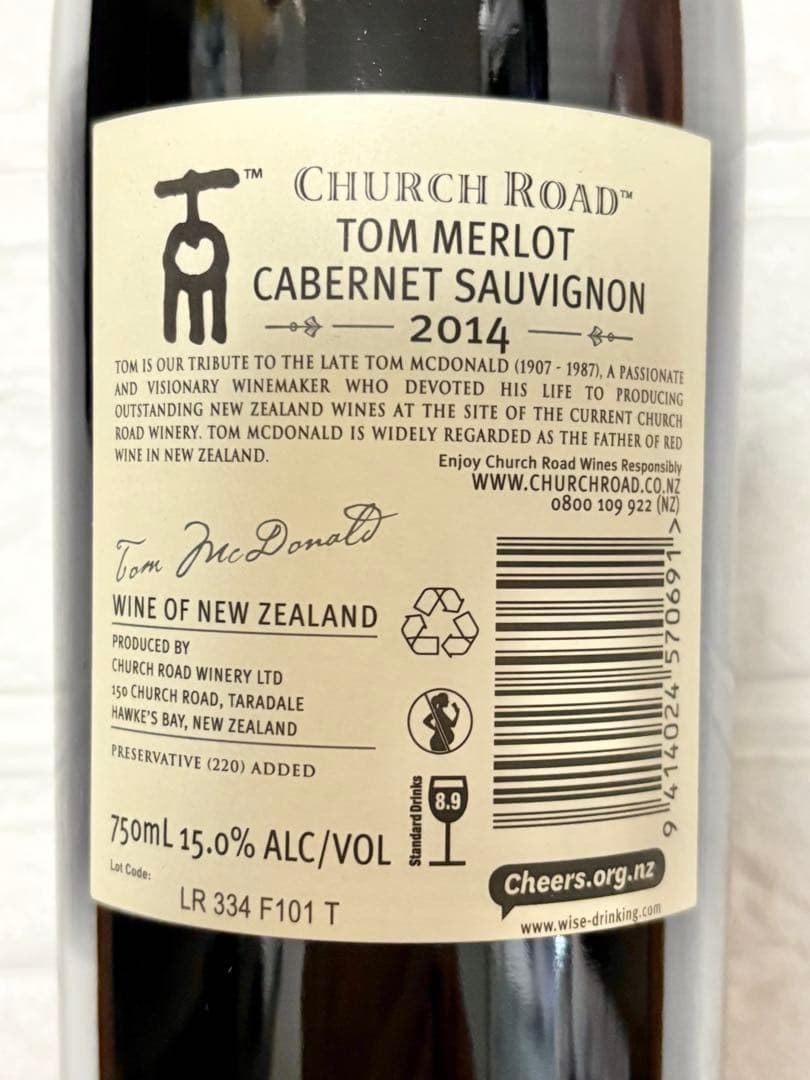 TOM™
CHURCH ROAD™
TOM MERLOT
CABERNET SAUVIGNON
2014
TOM IS OUR TRIBUTE TO THE LATE TOM MCDONALD (1907 - 1987), A PASSIONATE
AND VISIONARY WINEMAKER WHO DEVOTED HIS LIFE TO PRODUCING
OUTSTANDING NEW ZEALAND WINES AT THE SITE OF THE CURRENT CHURCH
ROAD WINERY. TOM MCDONALD IS WIDELY REGARDED AS THE FATHER OF RED
WINE IN NEW ZEALAND.
Enjoy Church Road Wines Responsibly
WWW.CHURCHROAD.CO.NZ
0800 109 922 (NZ)
Tom McDonald
WINE OF NEW ZEALAND
PRODUCED BY
CHURCH ROAD WINERY LTD
150 CHURCH ROAD, TARADALE
HAWKE'S BAY, NEW ZEALAND
PRESERVATIVE (220) ADDED
750mL 15.0% ALC/VOL
Lot Code:
LR 334 F101 T
Standard Drinks
8.9
9 414024 570691 >
Cheers.org.nz
www.wise-drinking.com